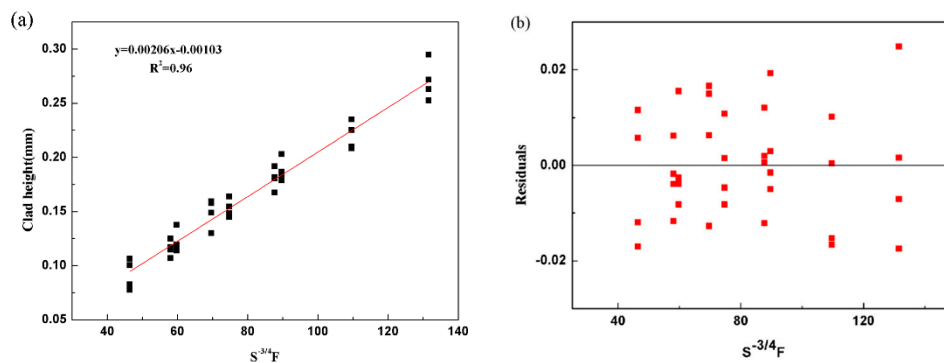 (a)
y=0.00206x-0.00103
R²=0.96
Clad height(mm)
0.30
0.25
0.20
0.15
0.10
0.05
40 60 80 100 120 140
S⁻³/⁴F
(b)
Residuals
0.02
0.00
-0.02
40 80 120
S⁻³/⁴F